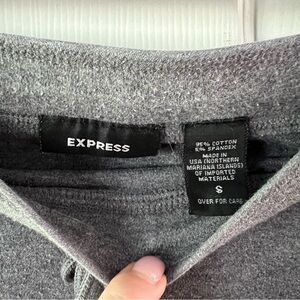 EXPRESS
95% COTTON
5% SPANDEX
MADE IN
USA (NORTHERN
MARIANA ISLANDS)
OF IMPORTED
MATERIALS
S
OVER FOR CARE